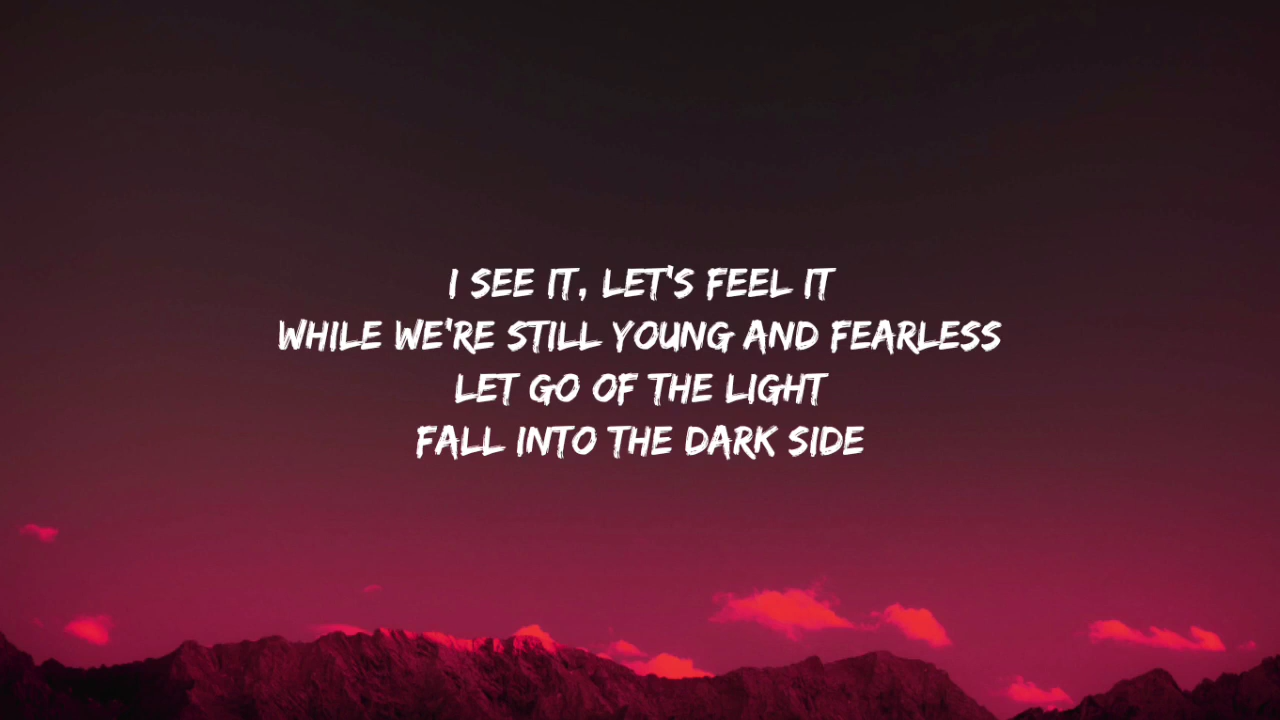 I SEE IT, LET'S FEEL IT
WHILE WE'RE STILL YOUNG AND FEARLESS
LET GO OF THE LIGHT
FALL INTO THE DARK SIDE